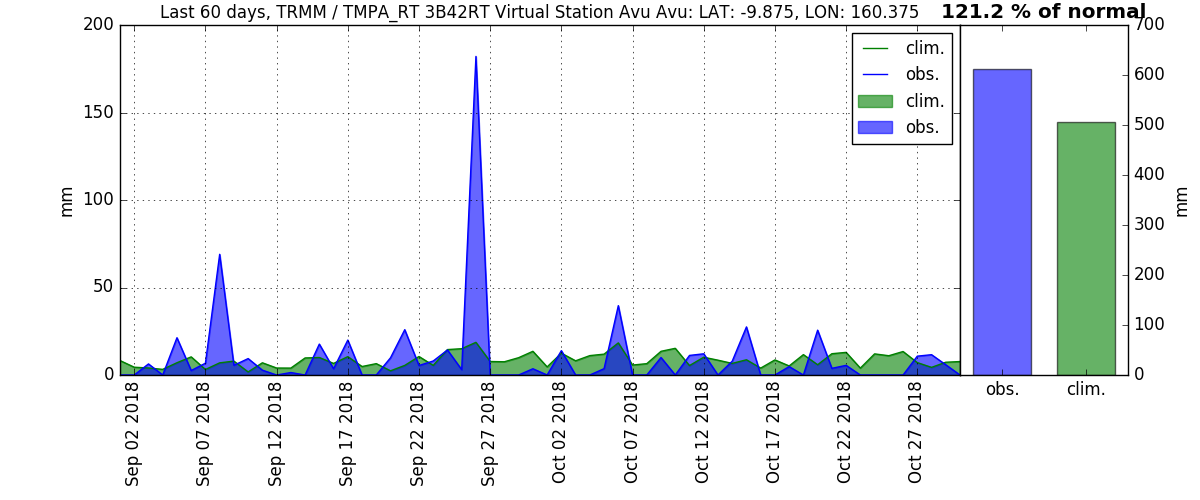 Last 60 days, TRMM / TMPA_RT 3B42RT Virtual Station Avu Avu: LAT: -9.875, LON: 160.375
121.2 % of normal
200
150
100
50
0
mm
clim.
obs.
clim.
obs.
700
600
500
400
300
200
100
0
mm
Sep 02 2018
Sep 07 2018
Sep 12 2018
Sep 17 2018
Sep 22 2018
Sep 27 2018
Oct 02 2018
Oct 07 2018
Oct 12 2018
Oct 17 2018
Oct 22 2018
Oct 27 2018
obs.
clim.